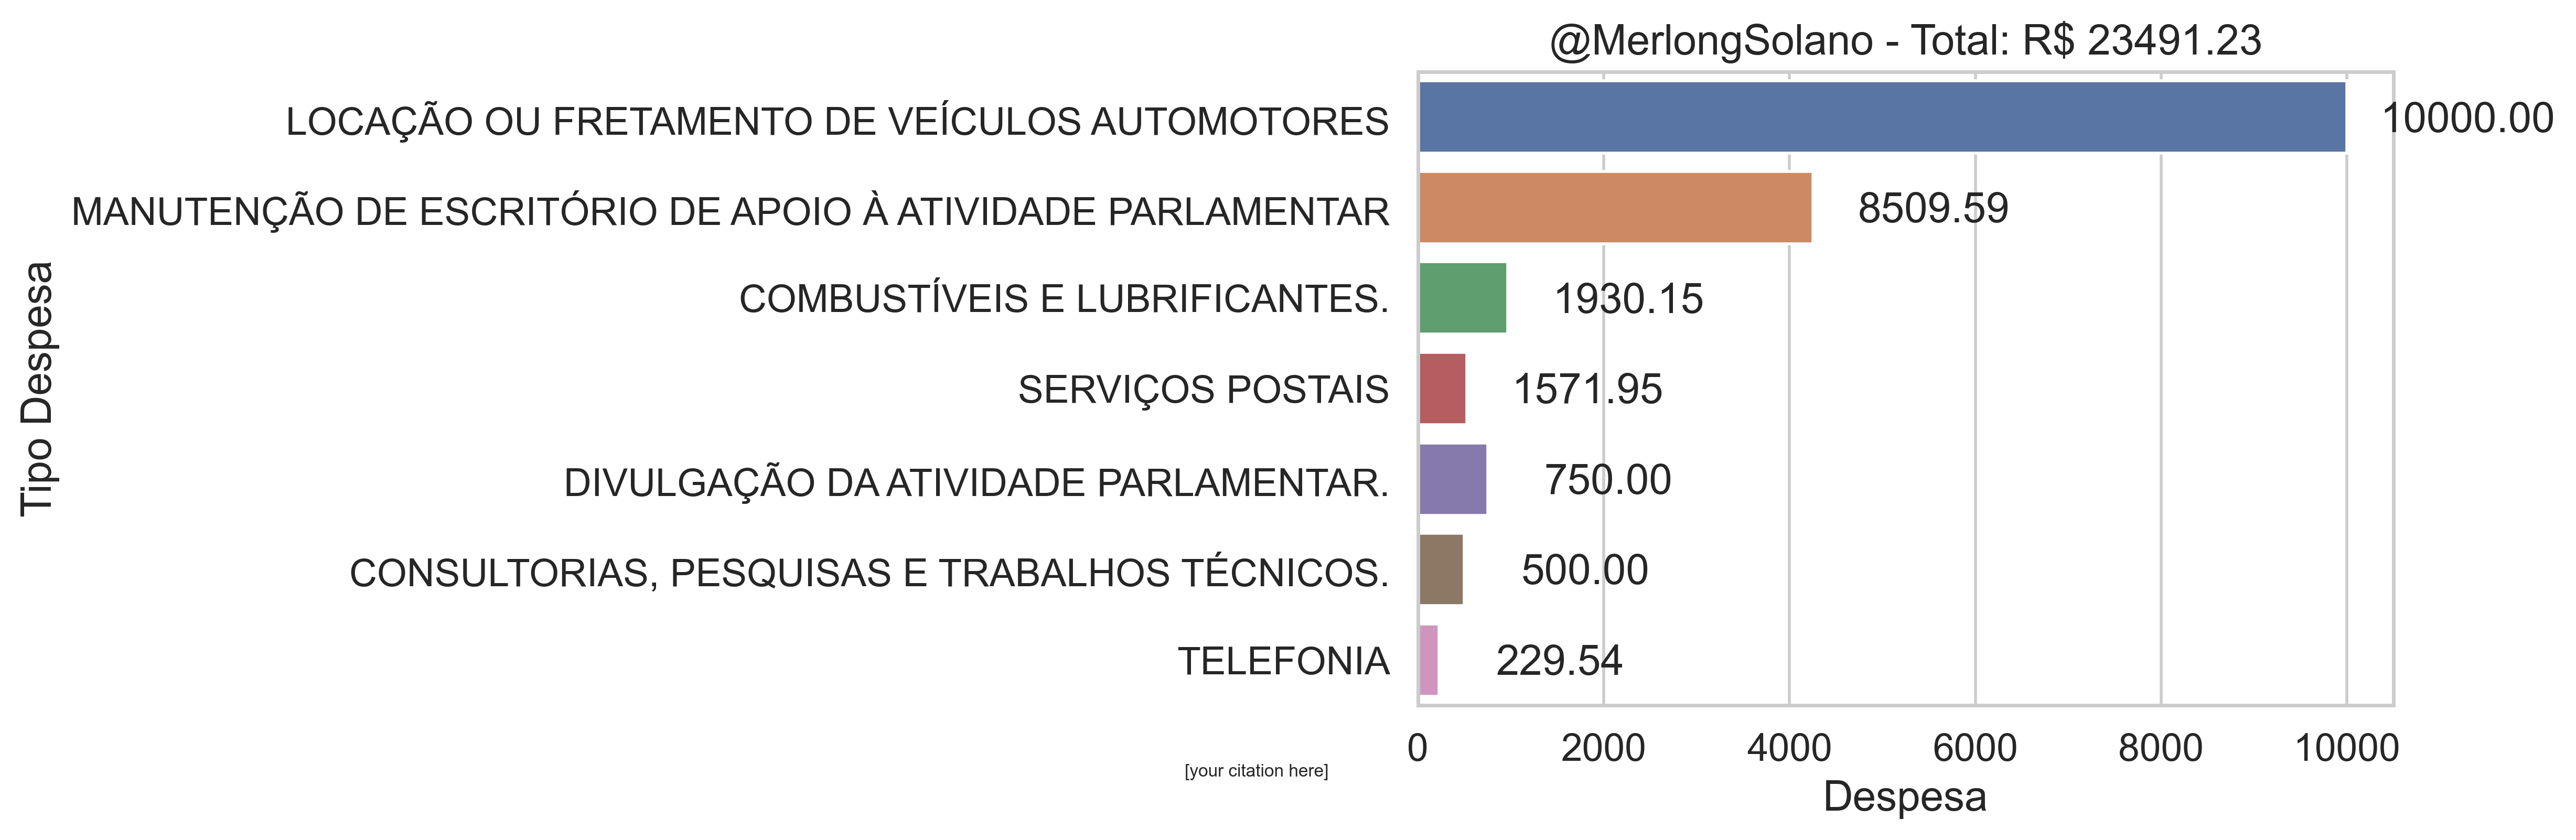 @MerlongSolano - Total: R$ 23491.23
LOCAÇÃO OU FRETAMENTO DE VEÍCULOS AUTOMOTORES 10000.00
MANUTENÇÃO DE ESCRITÓRIO DE APOIO À ATIVIDADE PARLAMENTAR 8509.59
COMBUSTÍVEIS E LUBRIFICANTES. 1930.15
SERVIÇOS POSTAIS 1571.95
DIVULGAÇÃO DA ATIVIDADE PARLAMENTAR. 750.00
CONSULTORIAS, PESQUISAS E TRABALHOS TÉCNICOS. 500.00
TELEFONIA 229.54
Tipo Despesa
0 2000 4000 6000 8000 10000
[your citation here]
Despesa